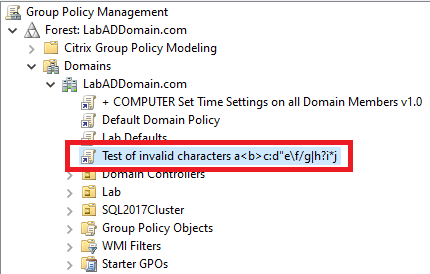 Group Policy Management
Forest: LabADDomain.com
Citrix Group Policy Modeling
Domains
LabADDomain.com
+ COMPUTER Set Time Settings on all Domain Members v1.0
Default Domain Policy
Lab Defaults
Test of invalid characters a<b>c:d"e\f/g|h?i*j
Domain Controllers
Lab
SQL2017Cluster
Group Policy Objects
WMI Filters
Starter GPOs